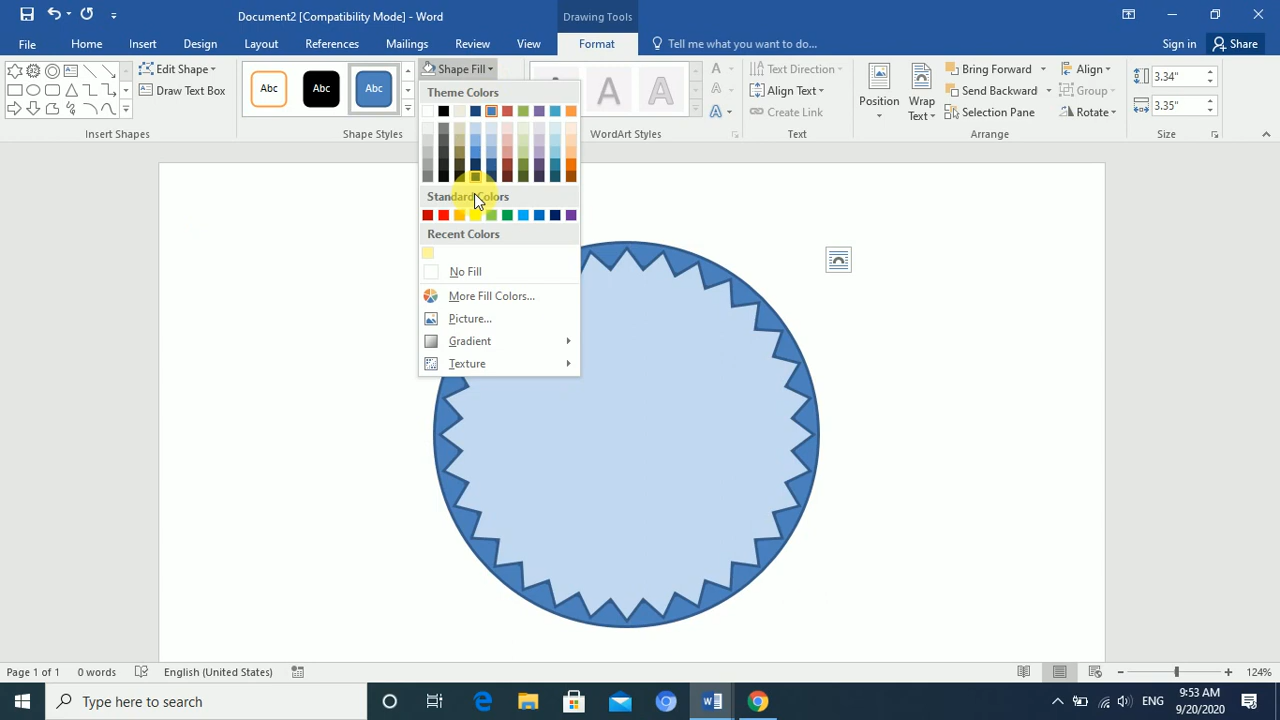 Document2 [Compatibility Mode] - Word
Drawing Tools
File
Home
Insert
Design
Layout
References
Mailings
Review
View
Format
Tell me what you want to do...
Sign in
Share
Edit Shape
Draw Text Box
Insert Shapes
Abc
Abc
Abc
Shape Styles
Shape Fill
Theme Colors
Standard Colors
Recent Colors
No Fill
More Fill Colors...
Picture...
Gradient
Texture
A
A
A
A
A
A
WordArt Styles
Text Direction
Align Text
Create Link
Text
Position
Wrap
Text
Bring Forward
Send Backward
Selection Pane
Align
Group
Rotate
Arrange
3.34"
3.35"
Size
Page 1 of 1
0 words
English (United States)
124%
Type here to search
ENG
9:53 AM
9/20/2020